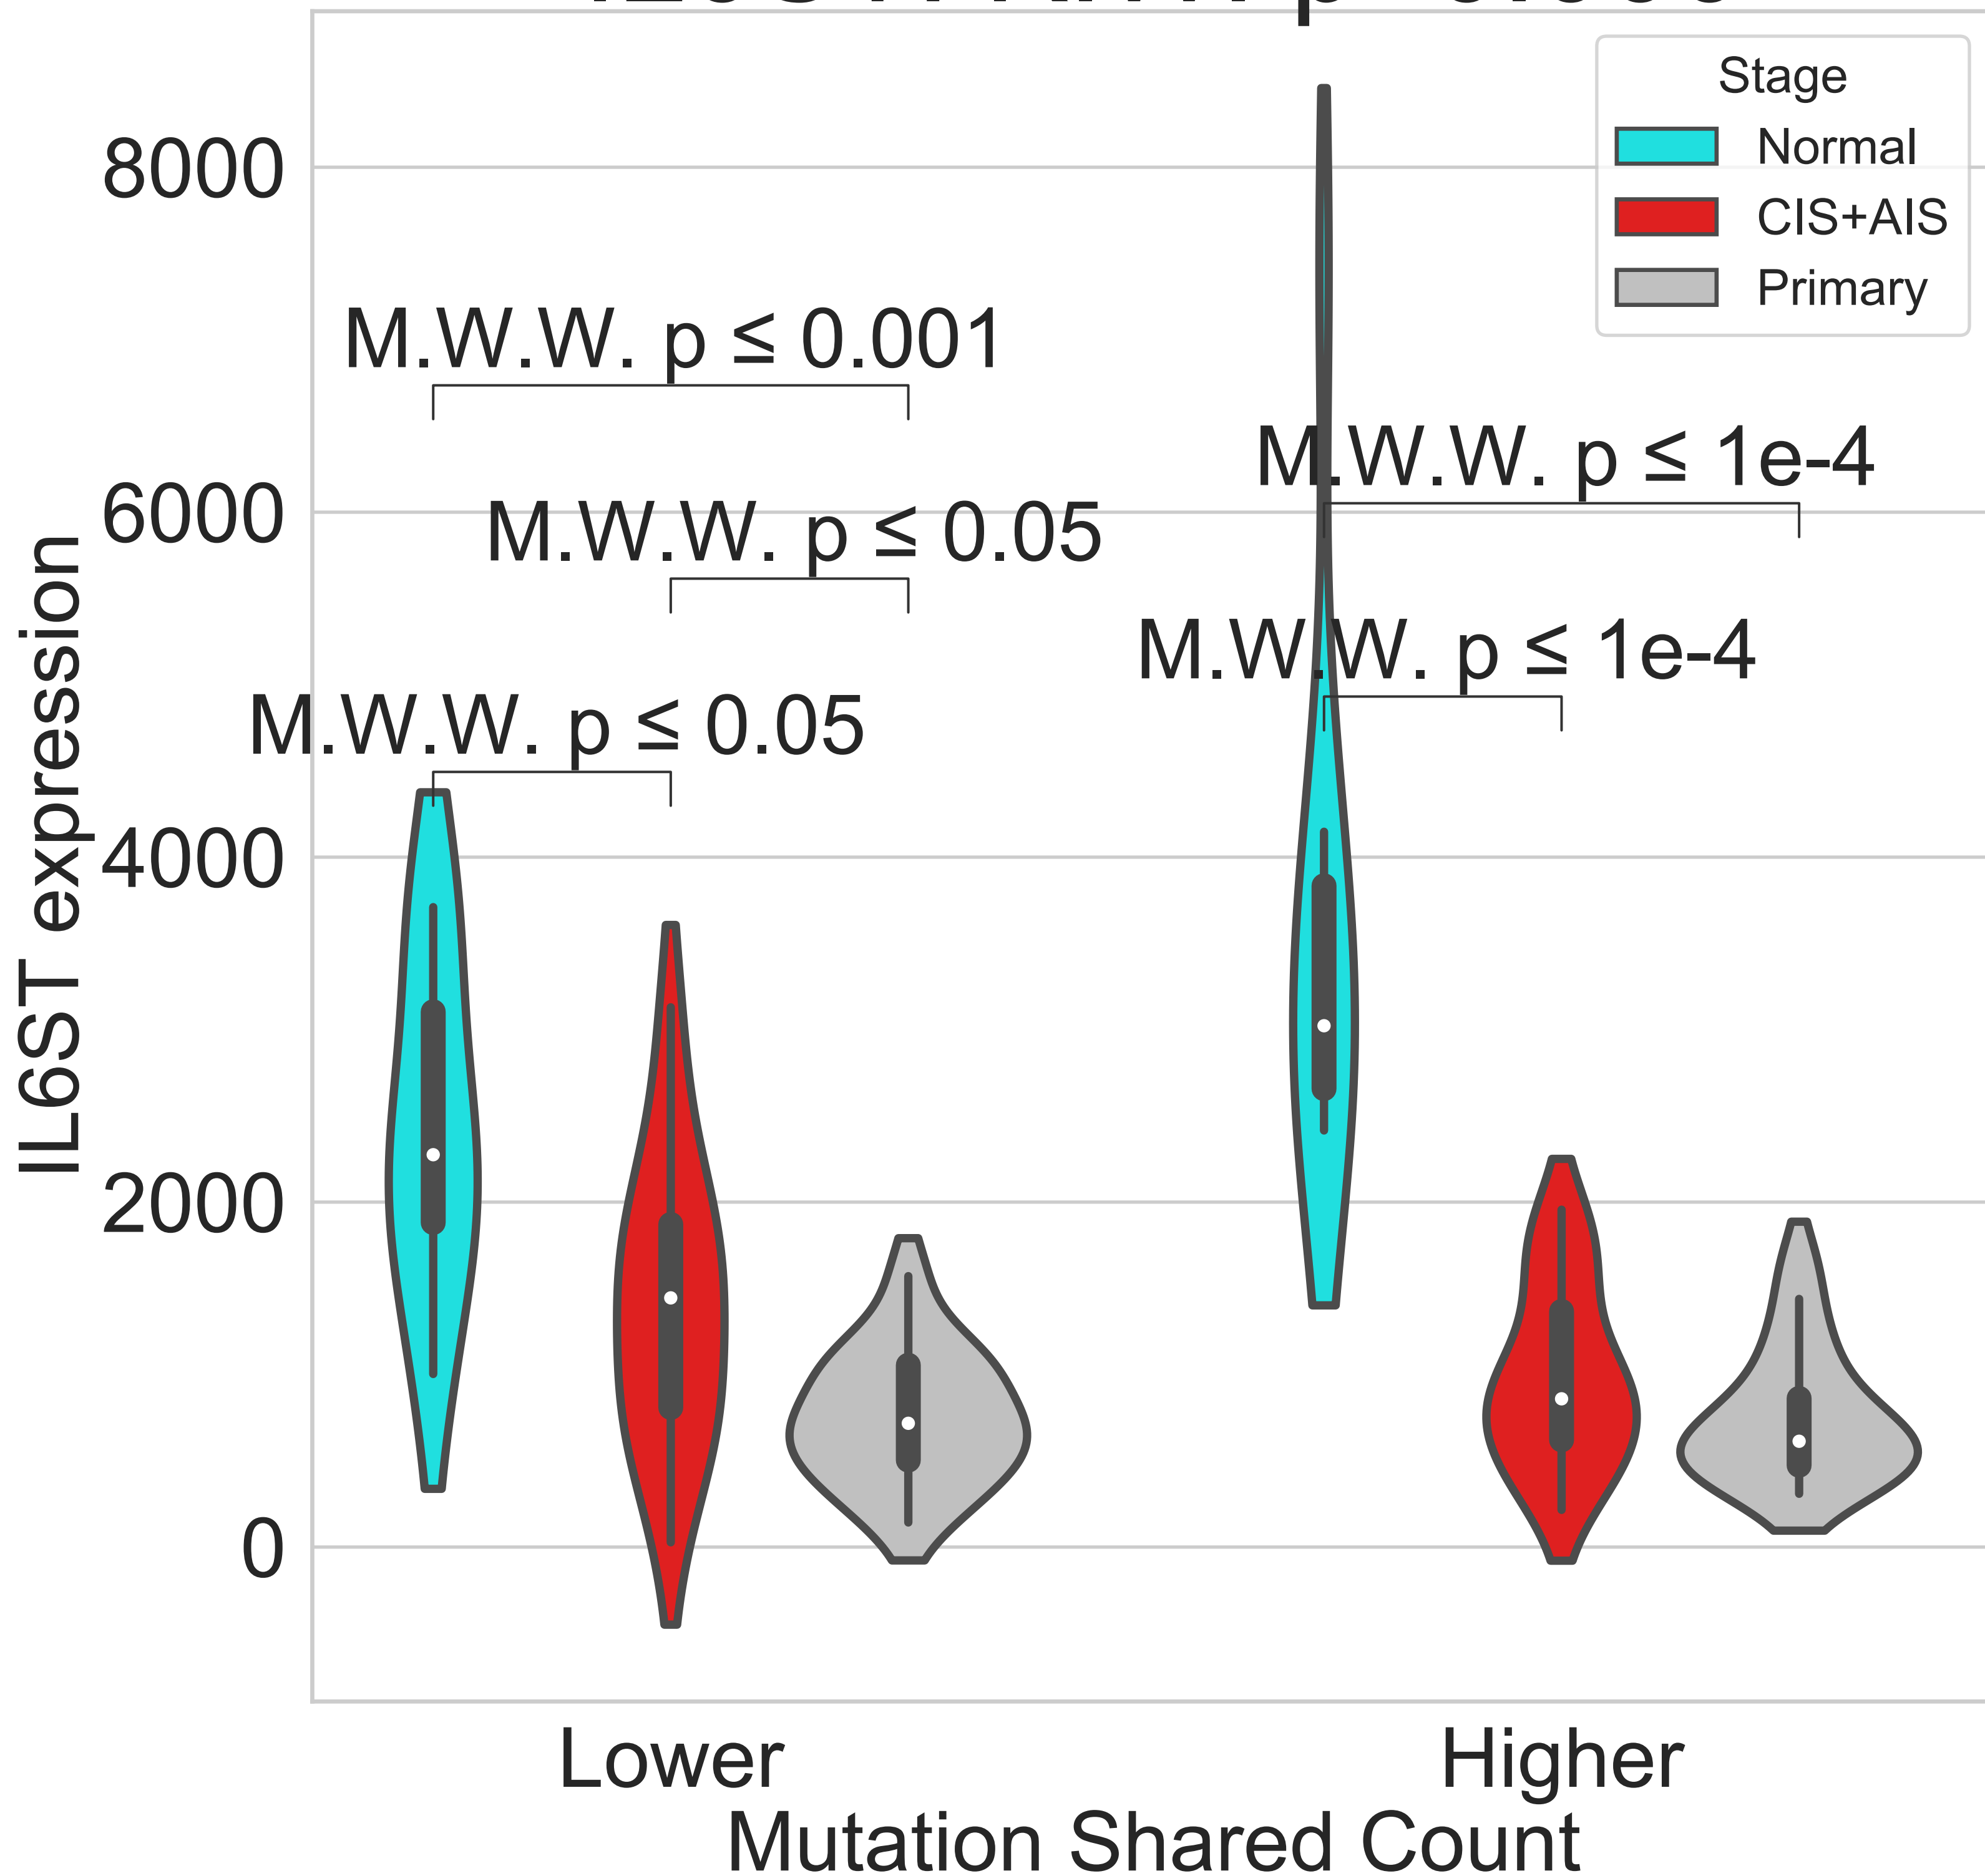 Stage
Normal
CIS+AIS
Primary
8000
6000
4000
2000
0
IL6ST expression
M.W.W. p ≤ 0.001
M.W.W. p ≤ 0.05
M.W.W. p ≤ 0.05
M.W.W. p ≤ 1e-4
M.W.W. p ≤ 1e-4
Lower
Higher
Mutation Shared Count